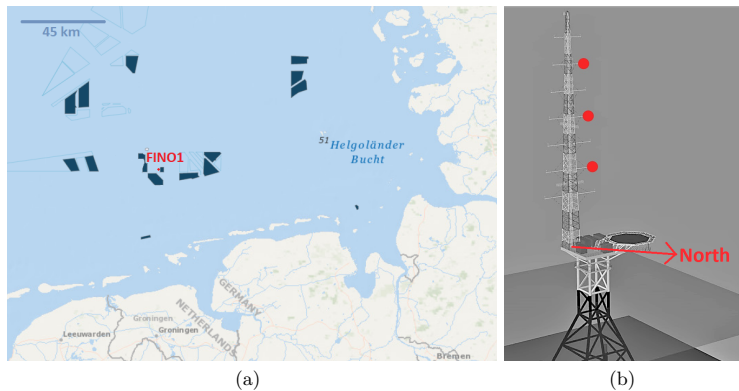 45 km
FINO1
51
Helgoländer
Bucht
GERMANY
NETHERLANDS
Groningen
Leeuwarden
Groningen
Bremen
North
(a)
(b)